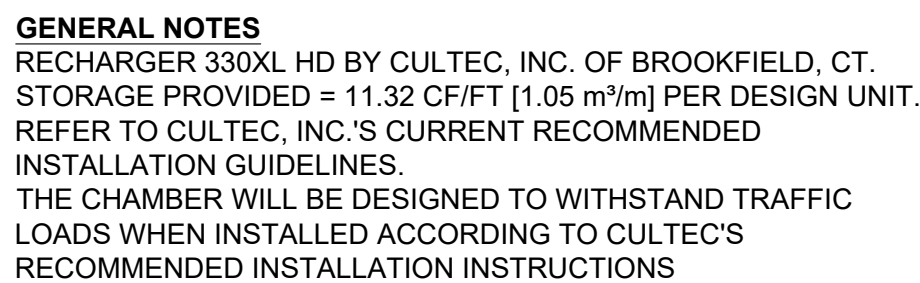 GENERAL NOTES
RECHARGER 330XL HD BY CULTEC, INC. OF BROOKFIELD, CT.
STORAGE PROVIDED = 11.32 CF/FT [1.05 m³/m] PER DESIGN UNIT.
REFER TO CULTEC, INC.'S CURRENT RECOMMENDED
INSTALLATION GUIDELINES.
THE CHAMBER WILL BE DESIGNED TO WITHSTAND TRAFFIC
LOADS WHEN INSTALLED ACCORDING TO CULTEC'S
RECOMMENDED INSTALLATION INSTRUCTIONS